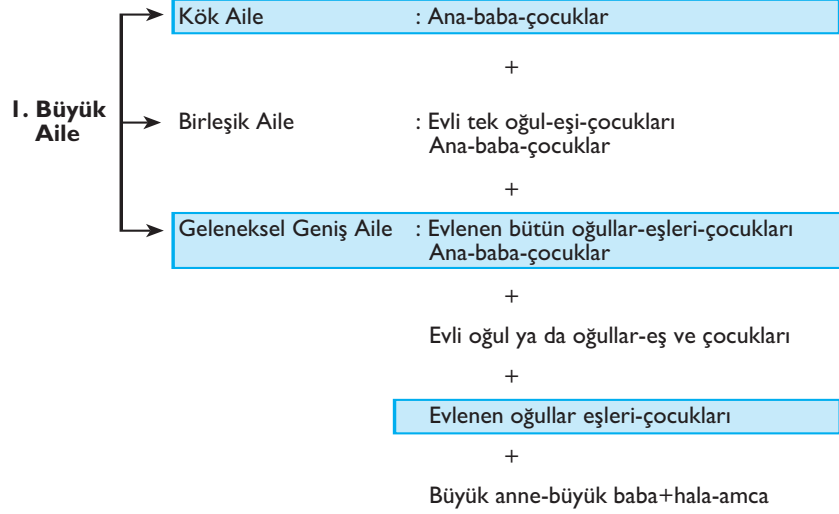 Kök Aile : Ana-baba-çocuklar
+
1. Büyük Aile
Birleşik Aile : Evli tek oğul-eşi-çocukları
Ana-baba-çocuklar
+
Geleneksel Geniş Aile : Evlenen bütün oğullar-eşleri-çocukları
Ana-baba-çocuklar
+
Evli oğul ya da oğullar-eş ve çocukları
+
Evlenen oğullar eşleri-çocukları
+
Büyük anne-büyük baba+hala-amca